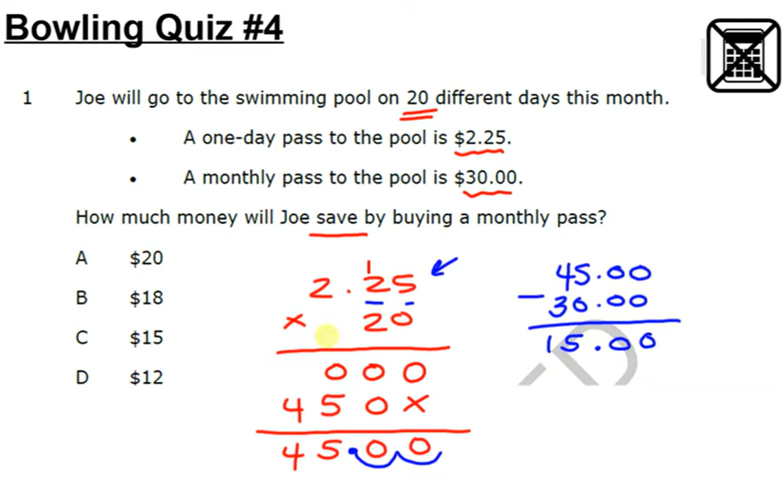 Bowling Quiz #4
1 Joe will go to the swimming pool on 20 different days this month.
• A one-day pass to the pool is $2.25.
• A monthly pass to the pool is $30.00.
How much money will Joe save by buying a monthly pass?
A $20
B $18
C $15
D $12
1
2.25
× 20
000
450×
45.00
45.00
- 30.00
15.00